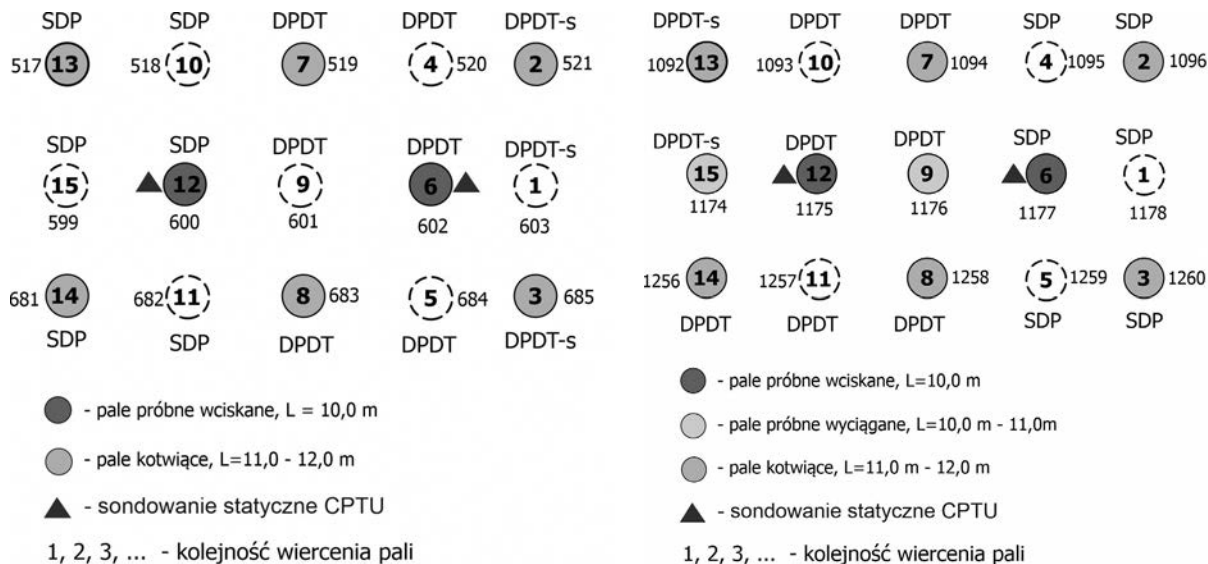 SDP SDP DPDT DPDT DPDT-s
517 13 518 10 7 519 4 520 2 521
SDP SDP DPDT DPDT DPDT-s
15 12 9 6 1
599 600 601 602 603
681 14 682 11 8 683 5 684 3 685
SDP SDP DPDT DPDT DPDT-s
- pale próbne wciskane, L = 10,0 m
- pale kotwiące, L=11,0 - 12,0 m
- sondowanie statyczne CPTU
1, 2, 3, ... - kolejność wiercenia pali
DPDT-s DPDT DPDT SDP SDP
1092 13 1093 10 7 1094 4 1095 2 1096
DPDT-s DPDT DPDT SDP SDP
15 12 9 6 1
1174 1175 1176 1177 1178
1256 14 1257 11 8 1258 5 1259 3 1260
DPDT DPDT DPDT SDP SDP
- pale próbne wciskane, L=10,0 m
- pale próbne wyciągane, L=10,0 m - 11,0m
- pale kotwiące, L=11,0 m - 12,0 m
- sondowanie statyczne CPTU
1, 2, 3, ... - kolejność wiercenia pali